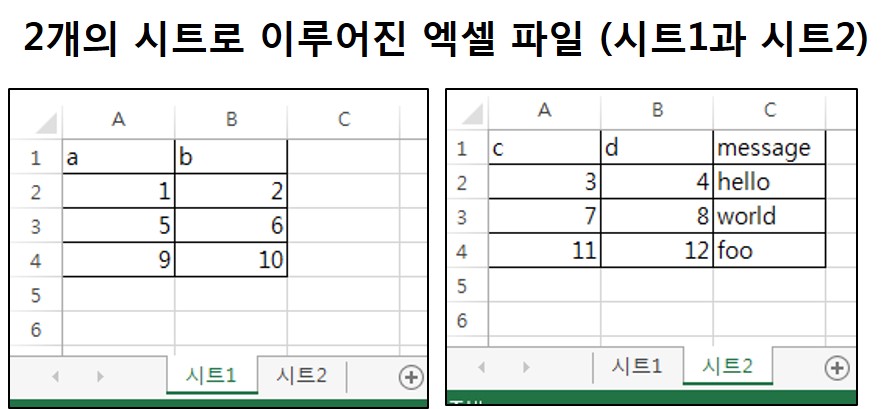 2개의 시트로 이루어진 엑셀 파일 (시트1과 시트2)
A B C
1 a b
2 1 2
3 5 6
4 9 10
5
6
시트1 시트2
A B C
1 c d message
2 3 4 hello
3 7 8 world
4 11 12 foo
5
6
시트1 시트2